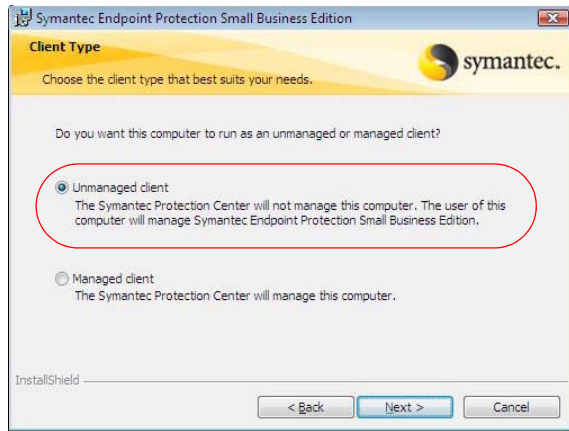 Symantec Endpoint Protection Small Business Edition
Client Type
Choose the client type that best suits your needs.
symantec.
Do you want this computer to run as an unmanaged or managed client?
Unmanaged client
The Symantec Protection Center will not manage this computer. The user of this
computer will manage Symantec Endpoint Protection Small Business Edition.
Managed client
The Symantec Protection Center will manage this computer.
InstallShield
< Back
Next >
Cancel